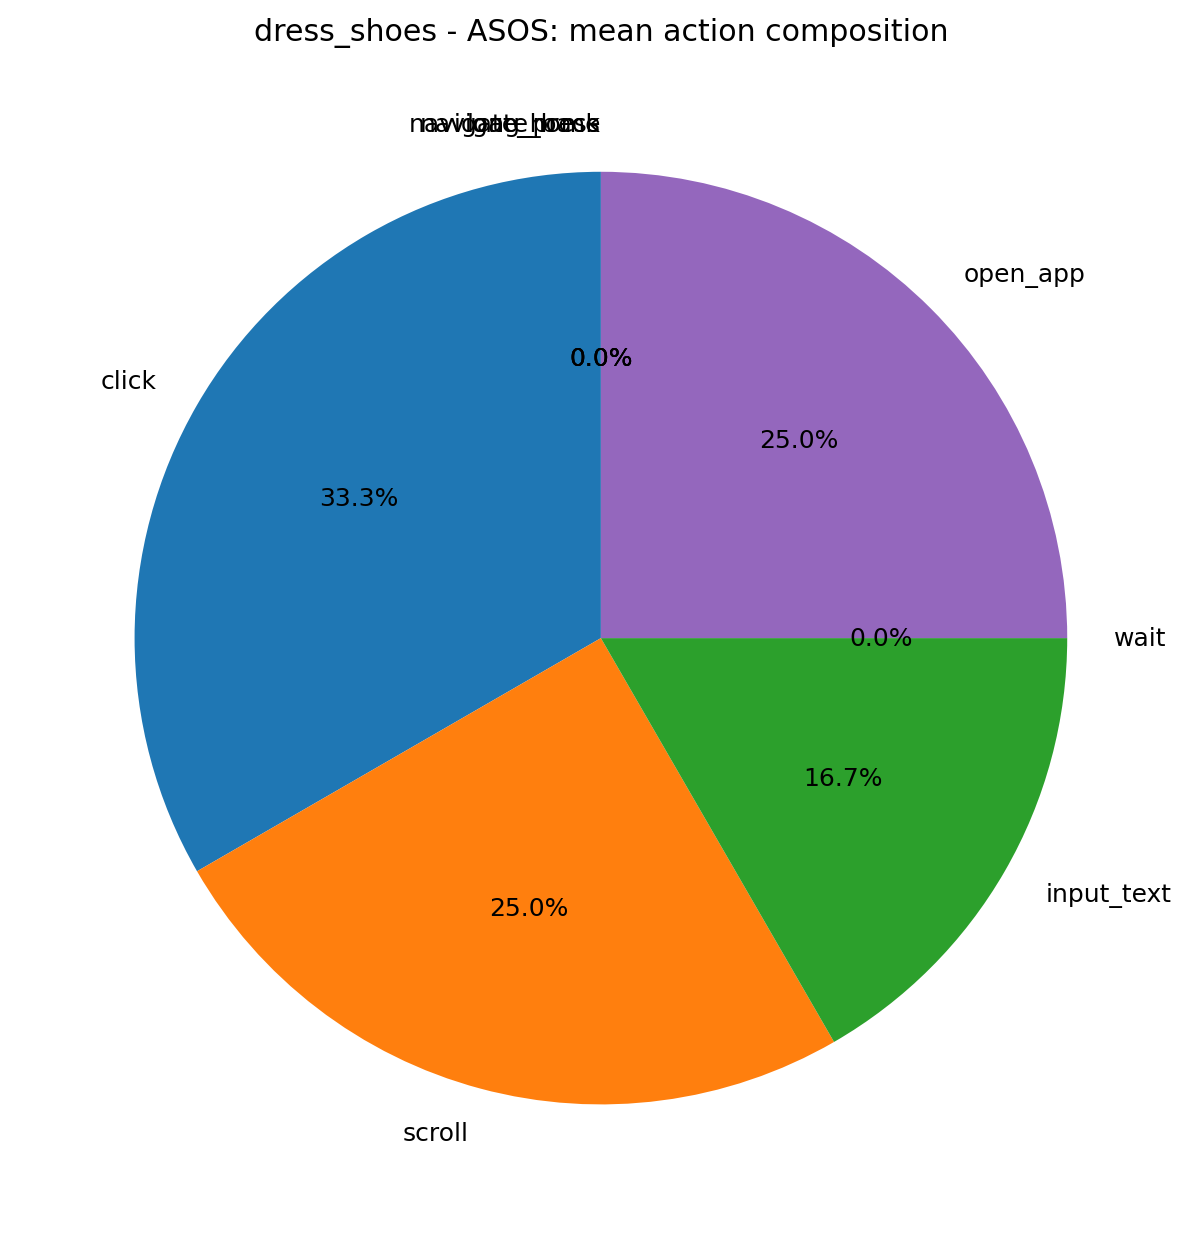 dress_shoes - ASOS: mean action composition
open_app
click
0.0%
25.0%
33.3%
0.0%
wait
16.7%
input_text
25.0%
scroll